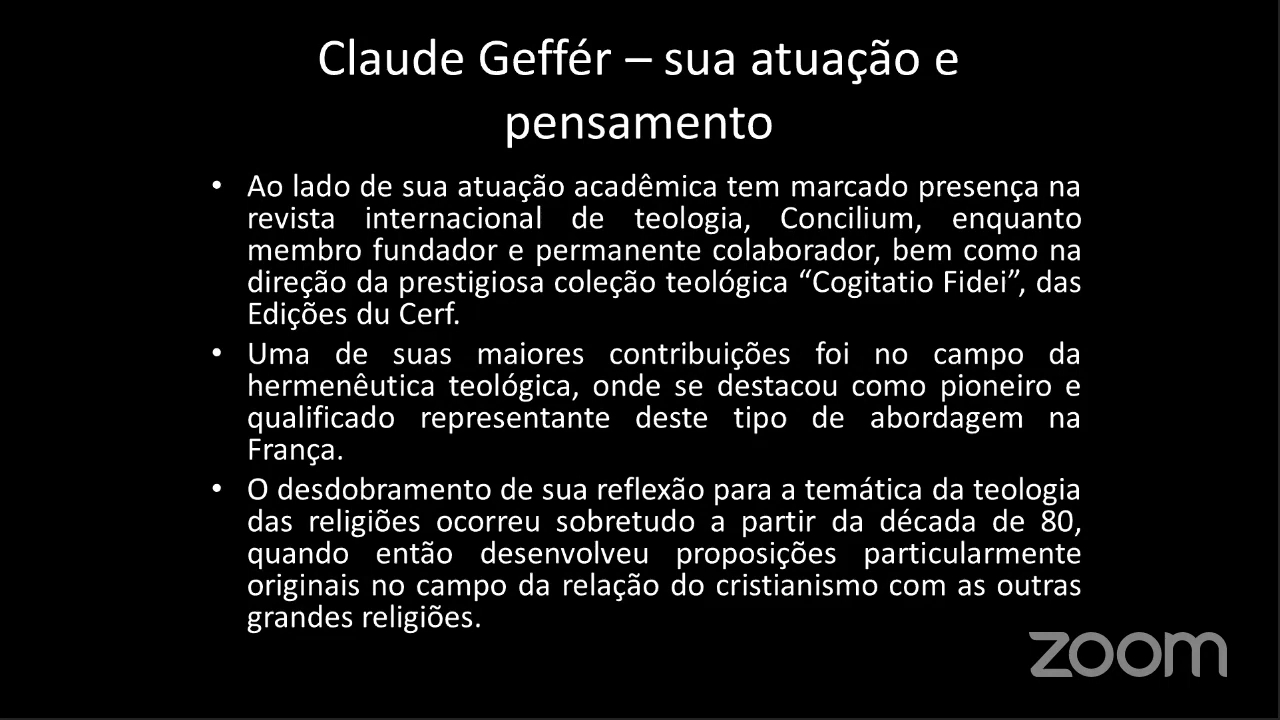 Claude Geffér – sua atuação e
pensamento
• Ao lado de sua atuação acadêmica tem marcado presença na
revista internacional de teologia, Concilium, enquanto
membro fundador e permanente colaborador, bem como na
direção da prestigiosa coleção teológica “Cogitatio Fidei”, das
Edições du Cerf.
• Uma de suas maiores contribuições foi no campo da
hermenêutica teológica, onde se destacou como pioneiro e
qualificado representante deste tipo de abordagem na
França.
• O desdobramento de sua reflexão para a temática da teologia
das religiões ocorreu sobretudo a partir da década de 80,
quando então desenvolveu proposições particularmente
originais no campo da relação do cristianismo com as outras
grandes religiões.
zoom